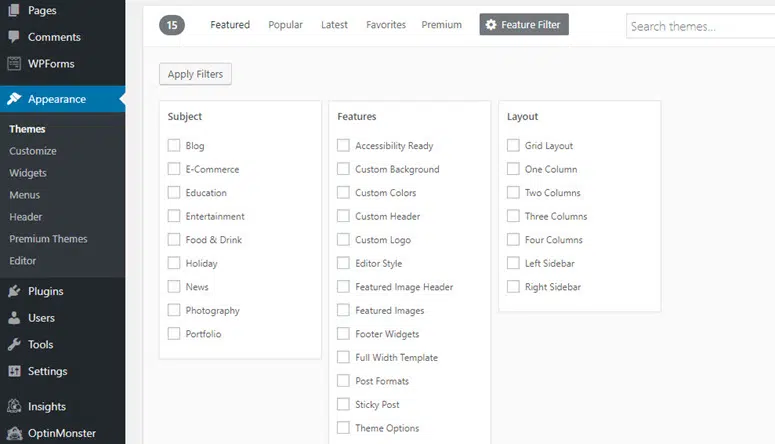 Pages
Comments
WPForms
Appearance
Themes
Customize
Widgets
Menus
Header
Premium Themes
Editor
Plugins
Users
Tools
Settings
Insights
OptinMonster
15 Featured Popular Latest Favorites Premium Feature Filter Search themes...
Apply Filters
Subject
Blog
E-Commerce
Education
Entertainment
Food & Drink
Holiday
News
Photography
Portfolio
Features
Accessibility Ready
Custom Background
Custom Colors
Custom Header
Custom Logo
Editor Style
Featured Image Header
Featured Images
Footer Widgets
Full Width Template
Post Formats
Sticky Post
Theme Options
Layout
Grid Layout
One Column
Two Columns
Three Columns
Four Columns
Left Sidebar
Right Sidebar